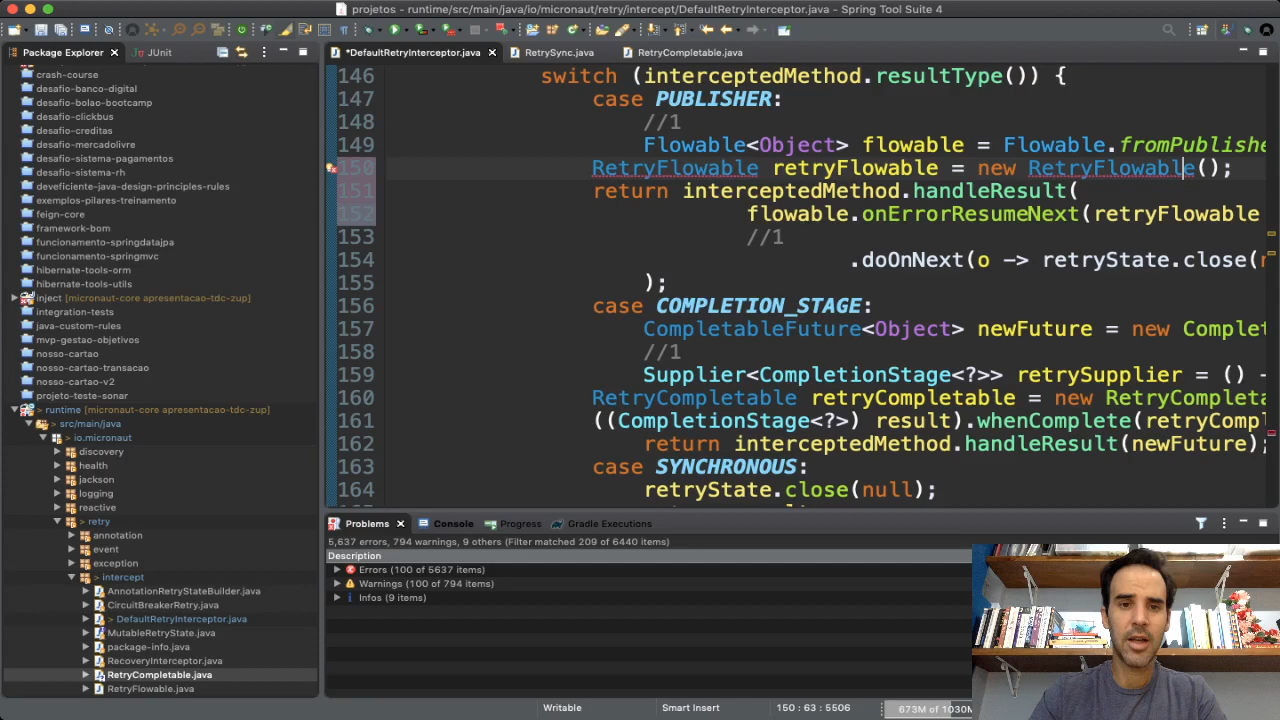 projetos - runtime/src/main/java/io/micronaut/retry/intercept/DefaultRetryInterceptor.java - Spring Tool Suite 4
Package Explorer
JUnit
*DefaultRetryInterceptor.java
RetrySync.java
RetryCompletable.java
crash-course
desafio-banco-digital
desafio-bolao-bootcamp
desafio-clickbus
desafio-creditas
desafio-mercadolivre
desafio-sistema-pagamentos
desafio-sistema-rh
deveficiente-java-design-principles-rules
exemplos-pilares-treinamento
feign-core
framework-bom
funcionamento-springdatajpa
funcionamento-springmvc
hibernate-tools-orm
hibernate-tools-utils
inject [micronaut-core apresentacao-tdc-zup]
integration-tests
java-custom-rules
mvp-gestao-objetivos
nosso-cartao
nosso-cartao-transacao
nosso-cartao-v2
projeto-teste-sonar
> runtime [micronaut-core apresentacao-tdc-zup]
> src/main/java
> io.micronaut
discovery
health
jackson
logging
reactive
> retry
annotation
event
exception
> intercept
AnnotationRetryStateBuilder.java
CircuitBreakerRetry.java
> DefaultRetryInterceptor.java
MutableRetryState.java
package-info.java
RecoveryInterceptor.java
RetryCompletable.java
RetryFlowable.java
146 switch (interceptedMethod.resultType()) {
147 case PUBLISHER:
148 //1
149 Flowable<Object> flowable = Flowable.fromPublishe
150 RetryFlowable retryFlowable = new RetryFlowable();
151 return interceptedMethod.handleResult(
152 flowable.onErrorResumeNext(retryFlowable
153 //1
154 .doOnNext(o -> retryState.close(
155 );
156 case COMPLETION_STAGE:
157 CompletableFuture<Object> newFuture = new Complet
158 //1
159 Supplier<CompletionStage<?>> retrySupplier = () -
160 RetryCompletable retryCompletable = new RetryCompleta
161 ((CompletionStage<?>) result).whenComplete(retryCompl
162 return interceptedMethod.handleResult(newFuture);
163 case SYNCHRONOUS:
164 retryState.close(null);
Problems
Console
Progress
Gradle Executions
5,637 errors, 794 warnings, 9 others (Filter matched 209 of 6440 items)
Description
Errors (100 of 5637 items)
Warnings (100 of 794 items)
Infos (9 items)
Writable
Smart Insert
150 : 63 : 5506
673M of 1030M